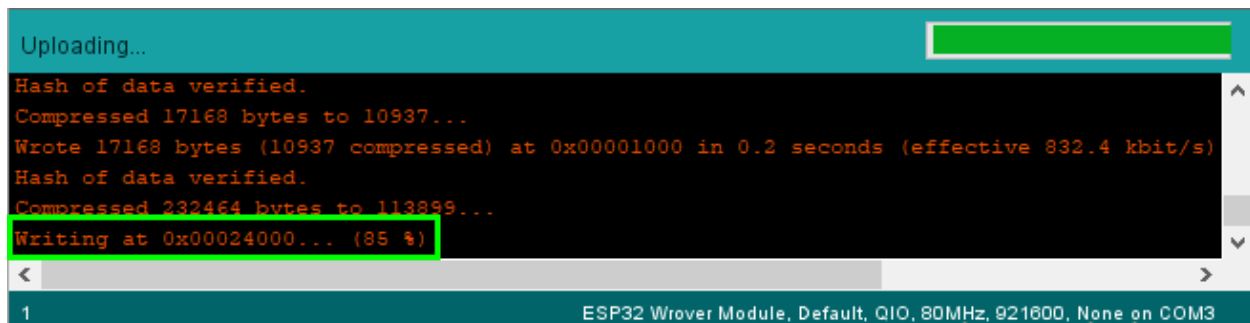 Uploading...
Hash of data verified.
Compressed 17168 bytes to 10937...
Wrote 17168 bytes (10937 compressed) at 0x00001000 in 0.2 seconds (effective 832.4 kbit/s)
Hash of data verified.
Compressed 232464 bytes to 113899...
Writing at 0x00024000... (85 %)
1
ESP32 Wrover Module, Default, QIO, 80MHz, 921600, None on COM3